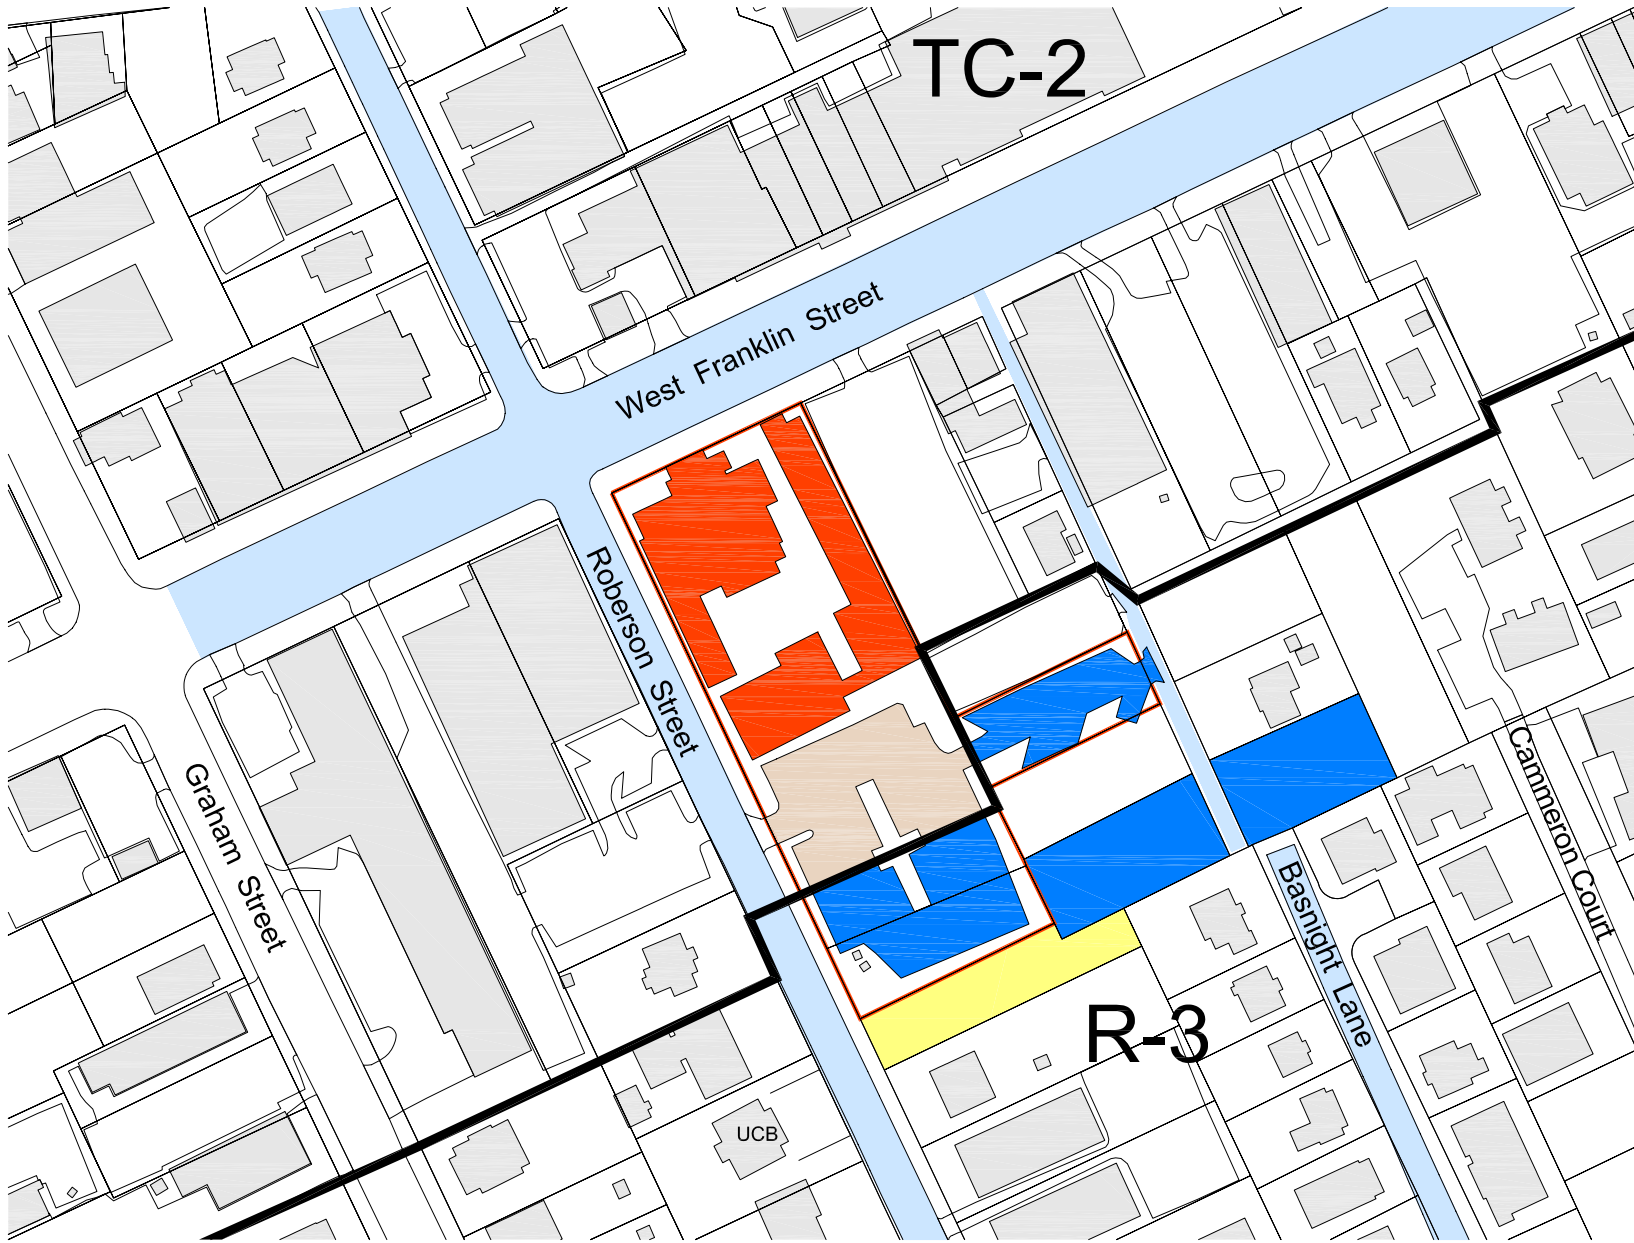 TC-2
West Franklin Street
Roberson Street
Graham Street
Cammeron Court
Basnight Lane
R-3
UCB